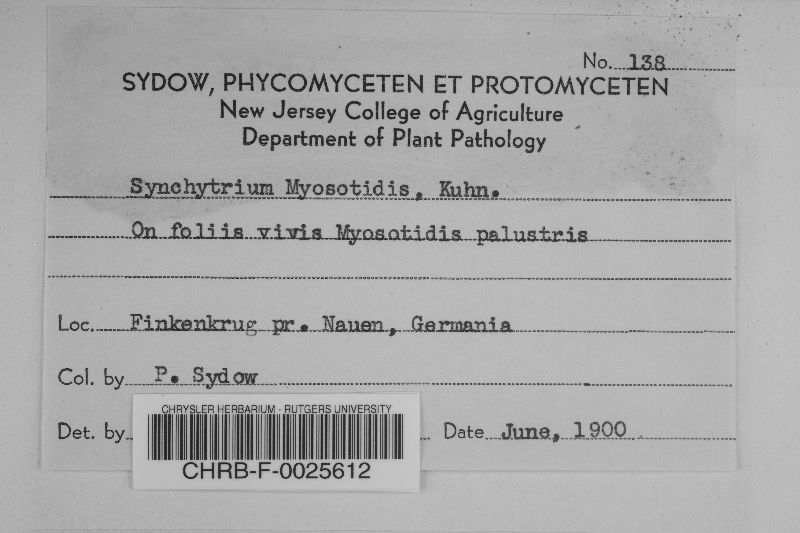 No. 138
SYDOW, PHYCOMYCETEN ET PROTOMYCETEN
New Jersey College of Agriculture
Department of Plant Pathology
Synchytrium Myosotidis, Kuhn.
On foliis vivis Myosotidis palustris
Loc. Finkenkrug pr. Nauen, Germania
Col. by P. Sydow
Det. by
Date June, 1900
CHRYSLER HERBARIUM - RUTGERS UNIVERSITY
CHRB-F-0025612